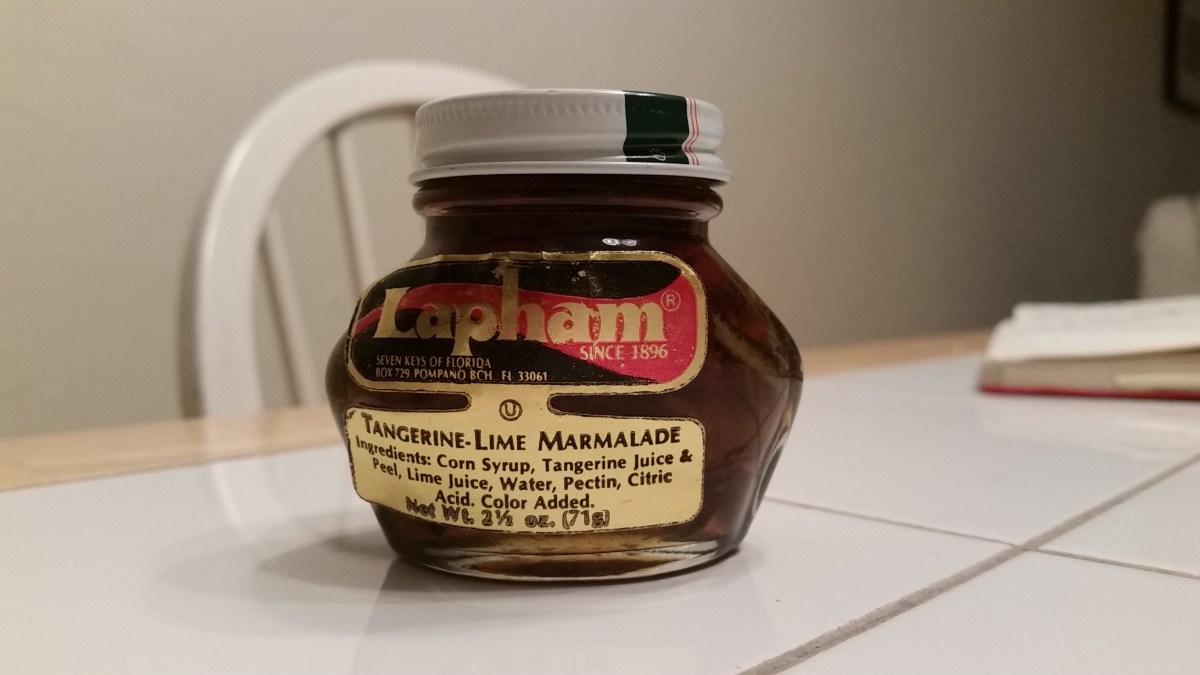 Lapham®
SINCE 1896
SEVEN KEYS OF FLORIDA
BOX 729 POMPANO BCH FL 33061
U
TANGERINE-LIME MARMALADE
Ingredients: Corn Syrup, Tangerine Juice &
Peel, Lime Juice, Water, Pectin, Citric
Acid. Color Added.
Net Wt. 2½ oz. (71g)